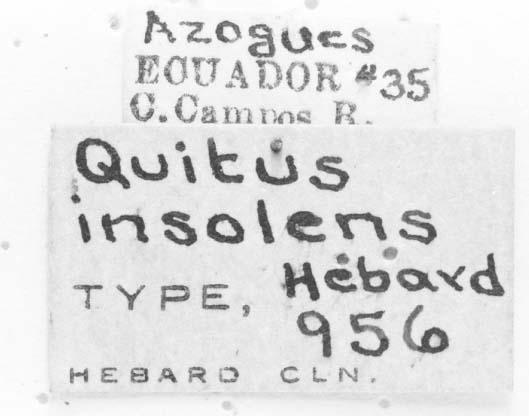 Azogues
ECUADOR #35
C. Campos R.
Quitus
insolens
TYPE, Hebard
956
HEBARD CLN.